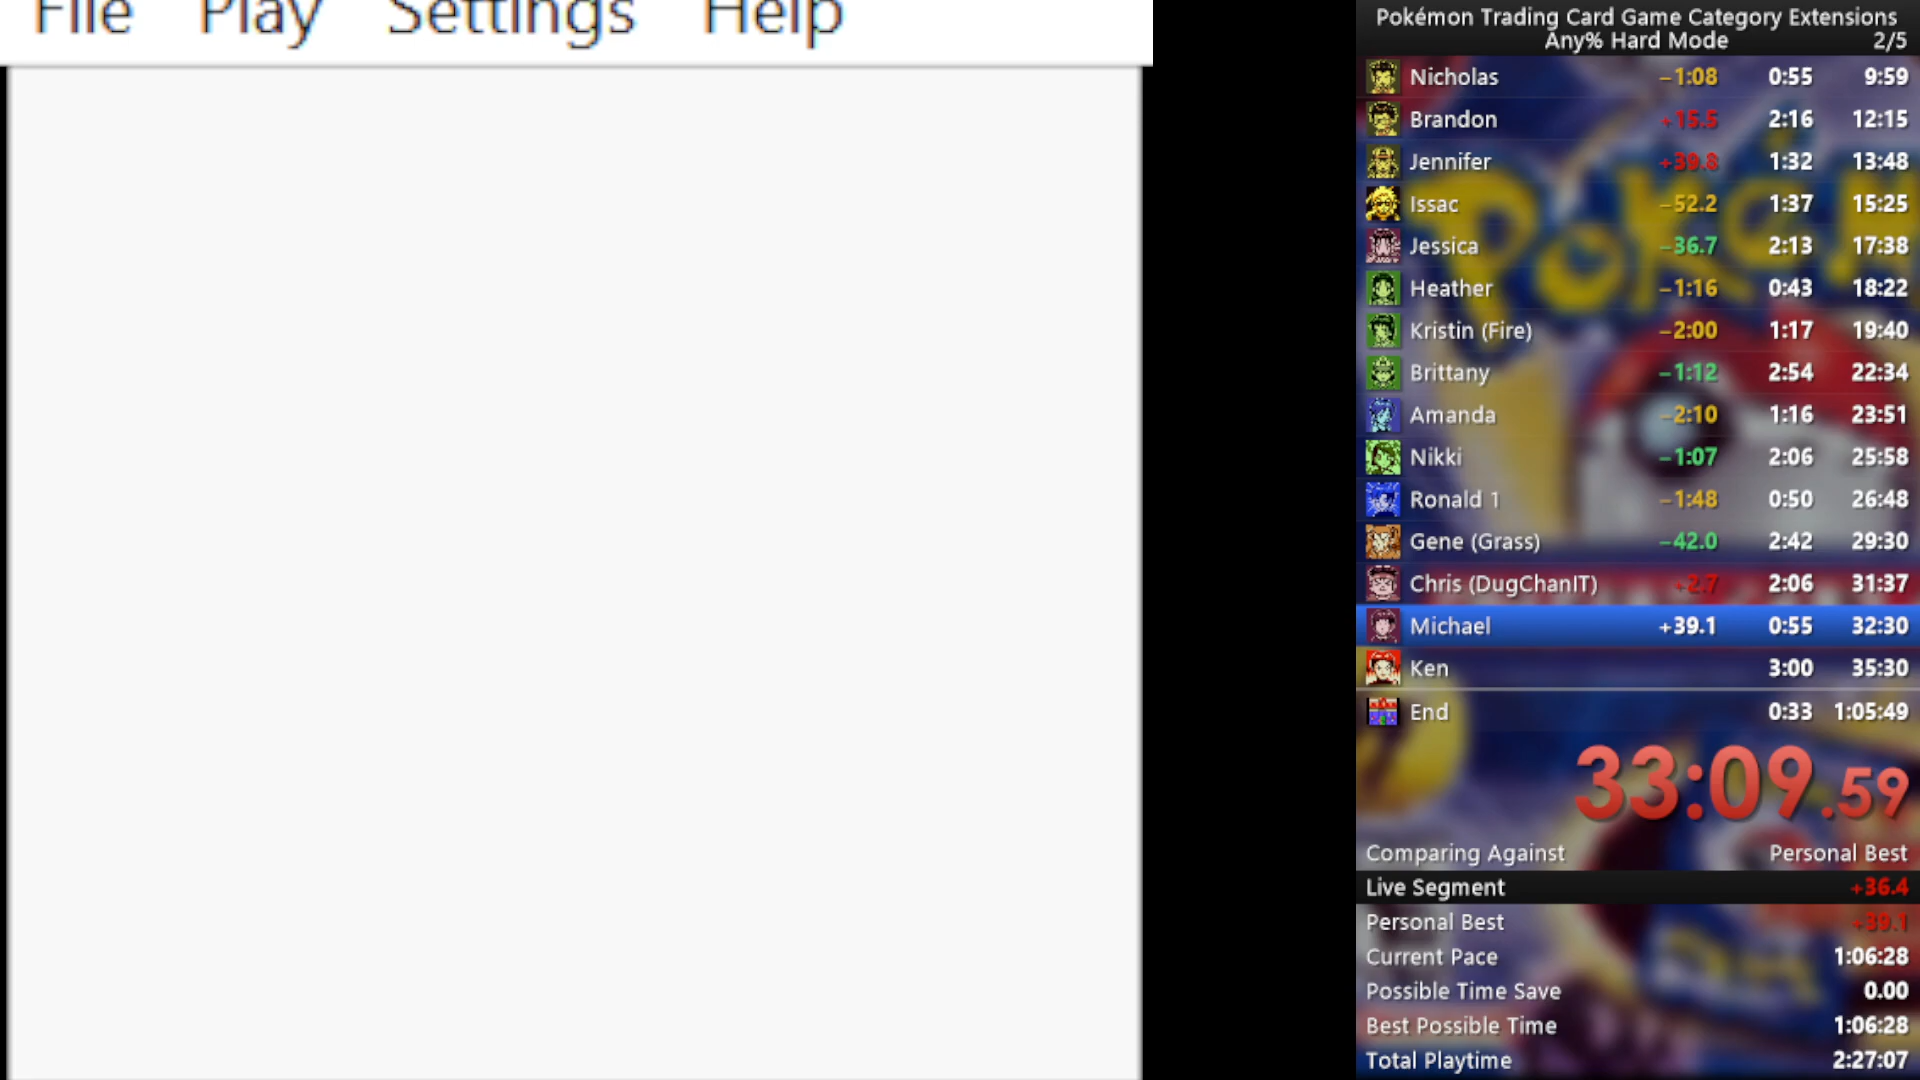 File Play Settings Help
Pokémon Trading Card Game Category Extensions
Any% Hard Mode 2/5
Nicholas −1:08 0:55 9:59
Brandon +15.5 2:16 12:15
Jennifer +39.8 1:32 13:48
Issac −52.2 1:37 15:25
Jessica −36.7 2:13 17:38
Heather −1:16 0:43 18:22
Kristin (Fire) −2:00 1:17 19:40
Brittany −1:12 2:54 22:34
Amanda −2:10 1:16 23:51
Nikki −1:07 2:06 25:58
Ronald 1 −1:48 0:50 26:48
Gene (Grass) −42.0 2:42 29:30
Chris (DugChanIT) +2.7 2:06 31:37
Michael +39.1 0:55 32:30
Ken 3:00 35:30
End 0:33 1:05:49
33:09.59
Comparing Against Personal Best
Live Segment +36.4
Personal Best +39.1
Current Pace 1:06:28
Possible Time Save 0.00
Best Possible Time 1:06:28
Total Playtime 2:27:07